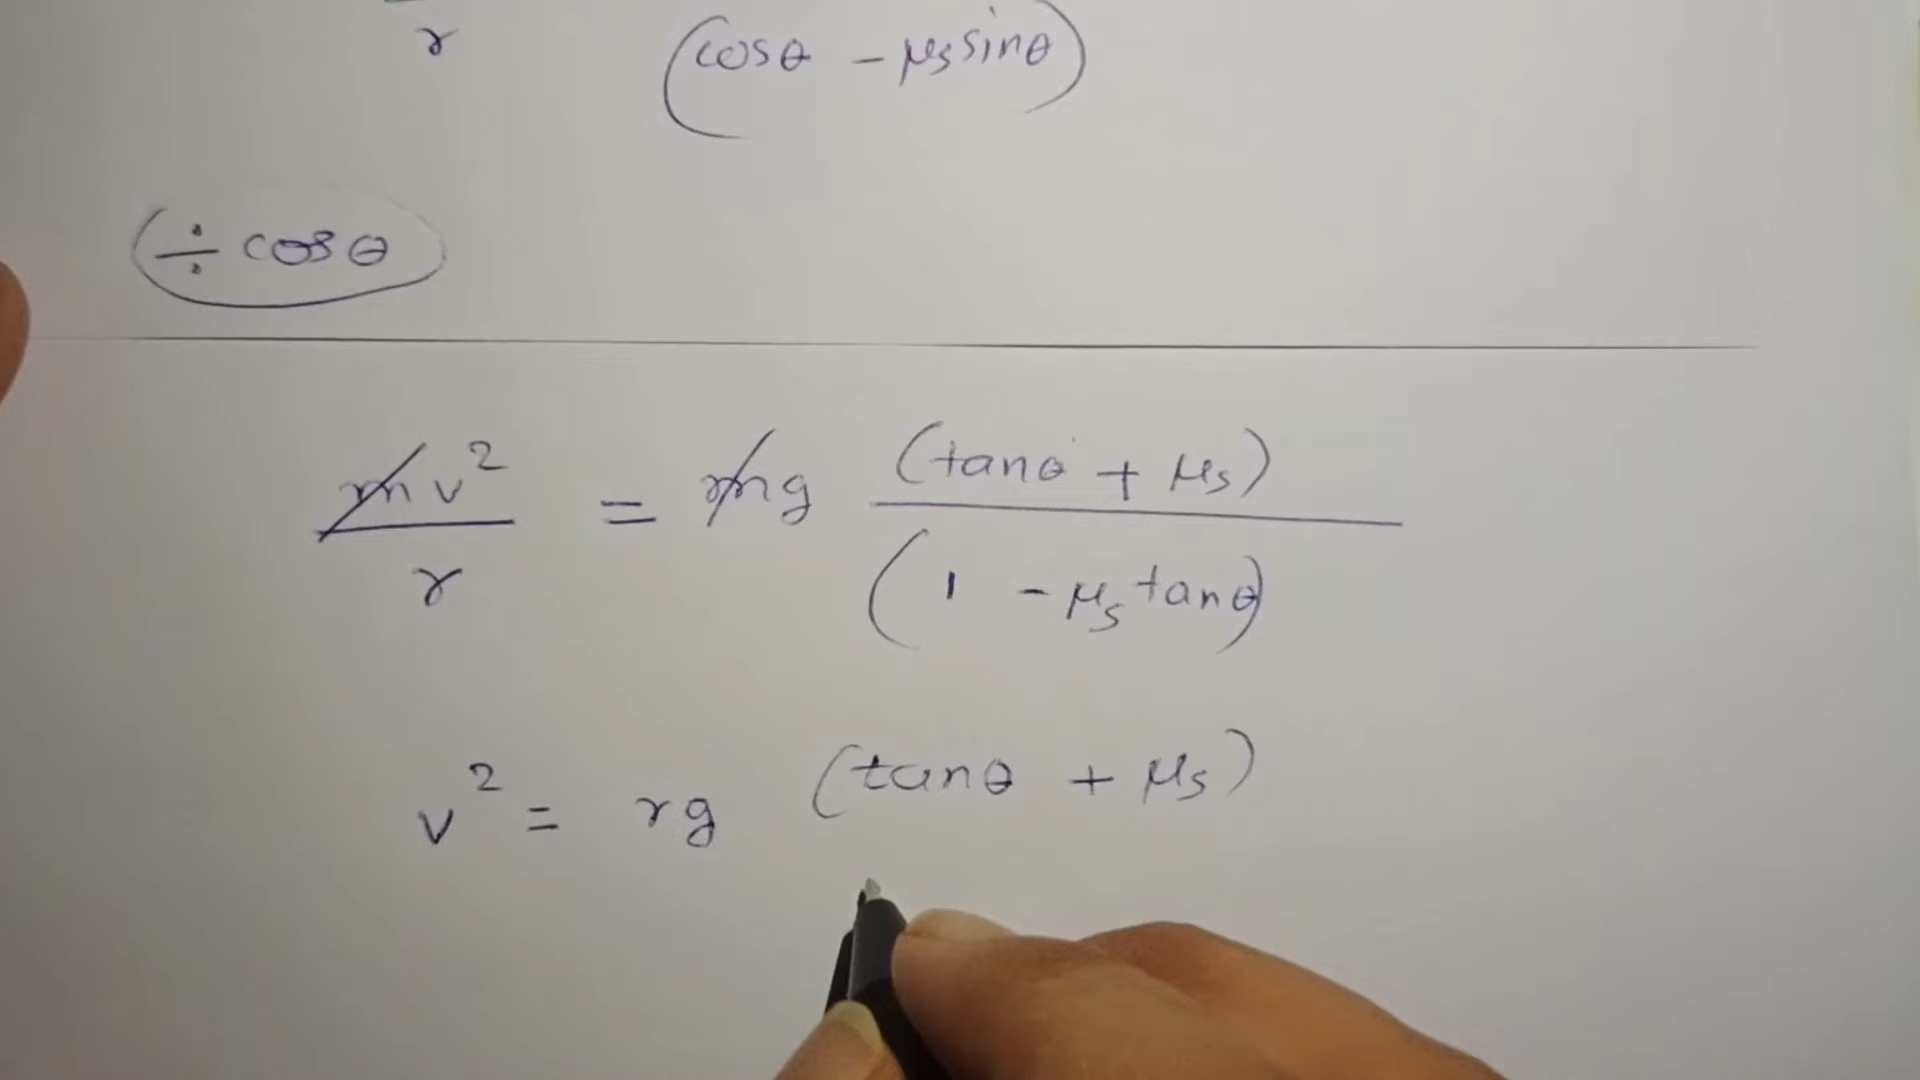 r (cosθ - μs sinθ)
÷ cosθ
mv² / r = mg (tanθ + μs) / (1 - μs tanθ)
v² = rg (tanθ + μs)